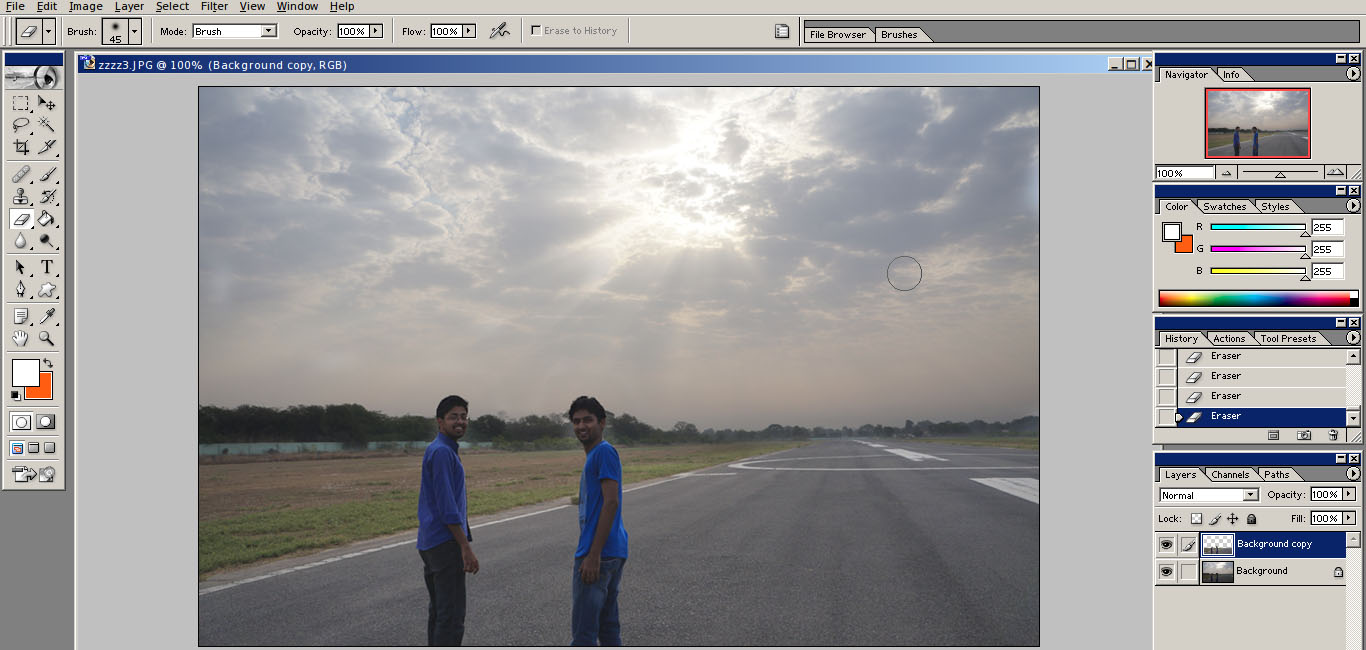 File Edit Image Layer Select Filter View Window Help
Brush: 45 Mode: Brush Opacity: 100% Flow: 100% Erase to History File Browser Brushes
zzzz3.JPG @ 100% (Background copy, RGB)
Navigator Info
100%
Color Swatches Styles
R 255
G 255
B 255
History Actions Tool Presets
Eraser
Eraser
Eraser
Eraser
Layers Channels Paths
Normal Opacity: 100%
Lock: Fill: 100%
Background copy
Background
T